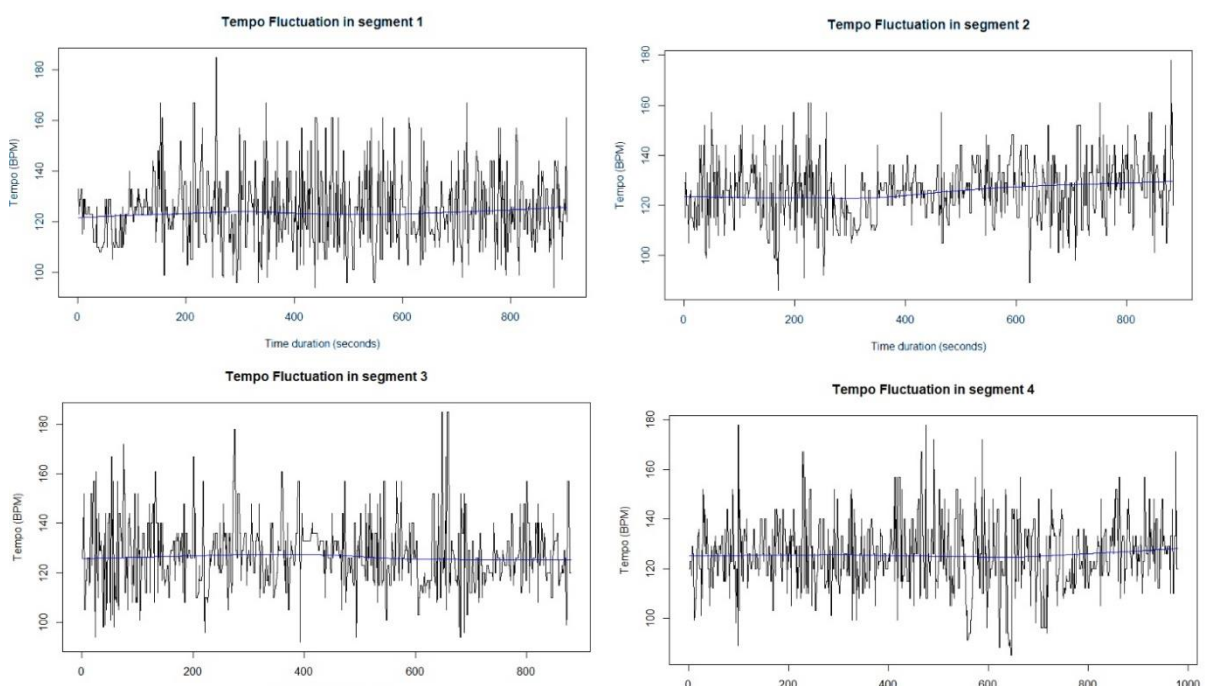 Tempo Fluctuation in segment 1
Tempo (BPM)
180
160
140
120
100
0 200 400 600 800
Time duration (seconds)
Tempo Fluctuation in segment 2
Tempo (BPM)
180
160
140
120
100
0 200 400 600 800
Time duration (seconds)
Tempo Fluctuation in segment 3
Tempo (BPM)
180
160
140
120
100
0 200 400 600 800
Tempo Fluctuation in segment 4
Tempo (BPM)
180
160
140
120
100
0 200 400 600 800 1000